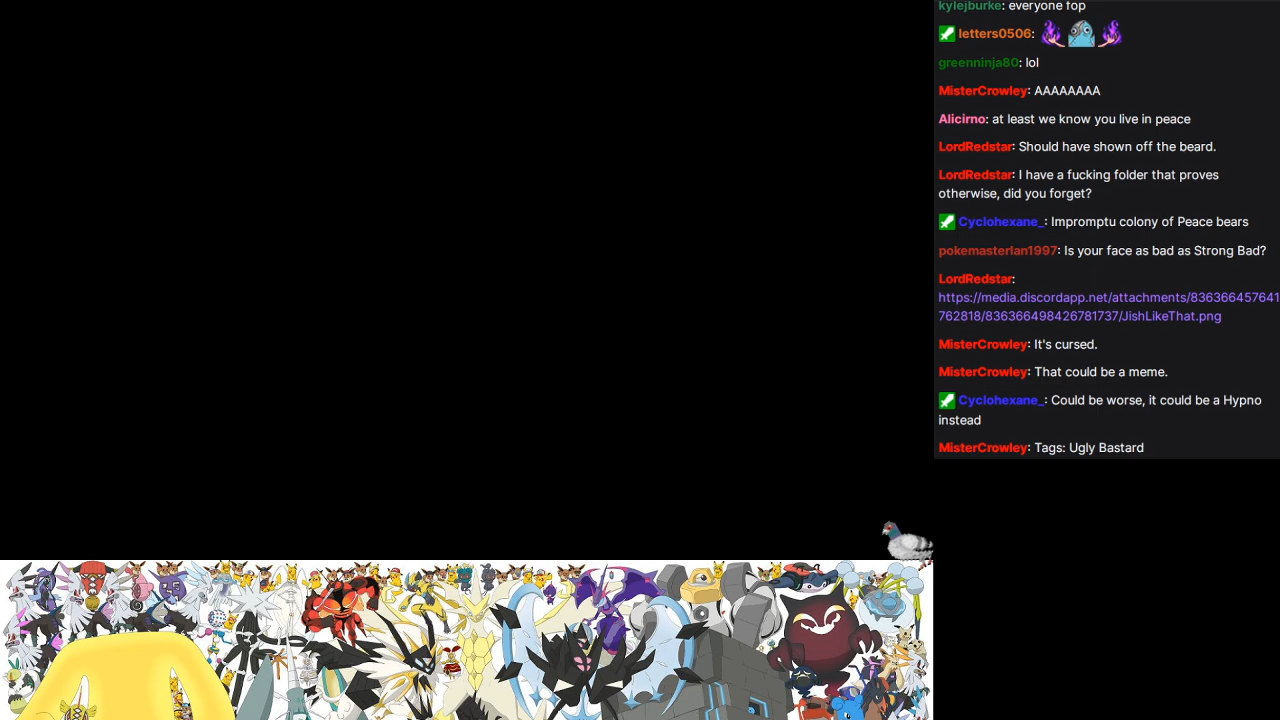 kylejburke: everyone fop
letters0506:
greenninja80: lol
MisterCrowley: AAAAAAAA
Alicirno: at least we know you live in peace
LordRedstar: Should have shown off the beard.
LordRedstar: I have a fucking folder that proves
otherwise, did you forget?
Cyclohexane_: Impromptu colony of Peace bears
pokemasterIan1997: Is your face as bad as Strong Bad?
LordRedstar:
https://media.discordapp.net/attachments/836366457641
762818/836366498426781737/JishLikeThat.png
MisterCrowley: It's cursed.
MisterCrowley: That could be a meme.
Cyclohexane_: Could be worse, it could be a Hypno
instead
MisterCrowley: Tags: Ugly Bastard